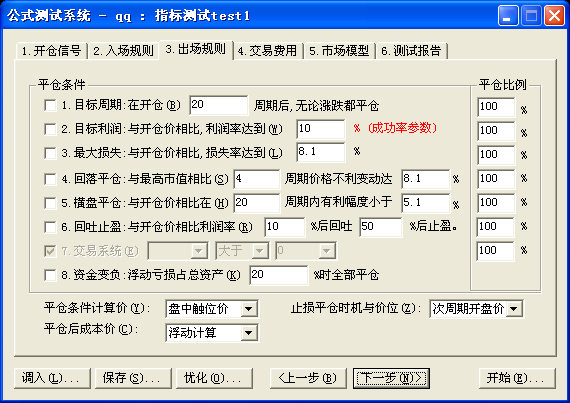 公式测试系统 - qq : 指标测试test1
1.开仓信号 2.入场规则 3.出场规则 4.交易费用 5.市场模型 6.测试报告
平仓条件 平仓比例
1.目标周期:在开仓(B) 20 周期后,无论涨跌都平仓 100 %
2.目标利润:与开仓价相比,利润率达到(W) 10 % (成功率参数) 100 %
3.最大损失:与开仓价相比,损失率达到(L) 8.1 % 100 %
4.回落平仓:与最高市值相比(S) 4 周期价格不利变动达 8.1 % 100 %
5.横盘平仓:与开仓价相比在(H) 20 周期内有利幅度小于 5.1 % 100 %
6.回吐止盈:与开仓价相比利润率(R) 10 %后回吐 50 %后止盈。 100 %
7.交易系统(E) 大于 0 100 %
8.资金变负:浮动亏损占总资产(K) 20 %时全部平仓
平仓条件计算价(Y): 盘中触位价 止损平仓时机与价位(Z): 次周期开盘价
平仓后成本价(C): 浮动计算
调入(L)... 保存(S)... 优化(O)... <上一步(B) 下一步(N)> 开始(E)...